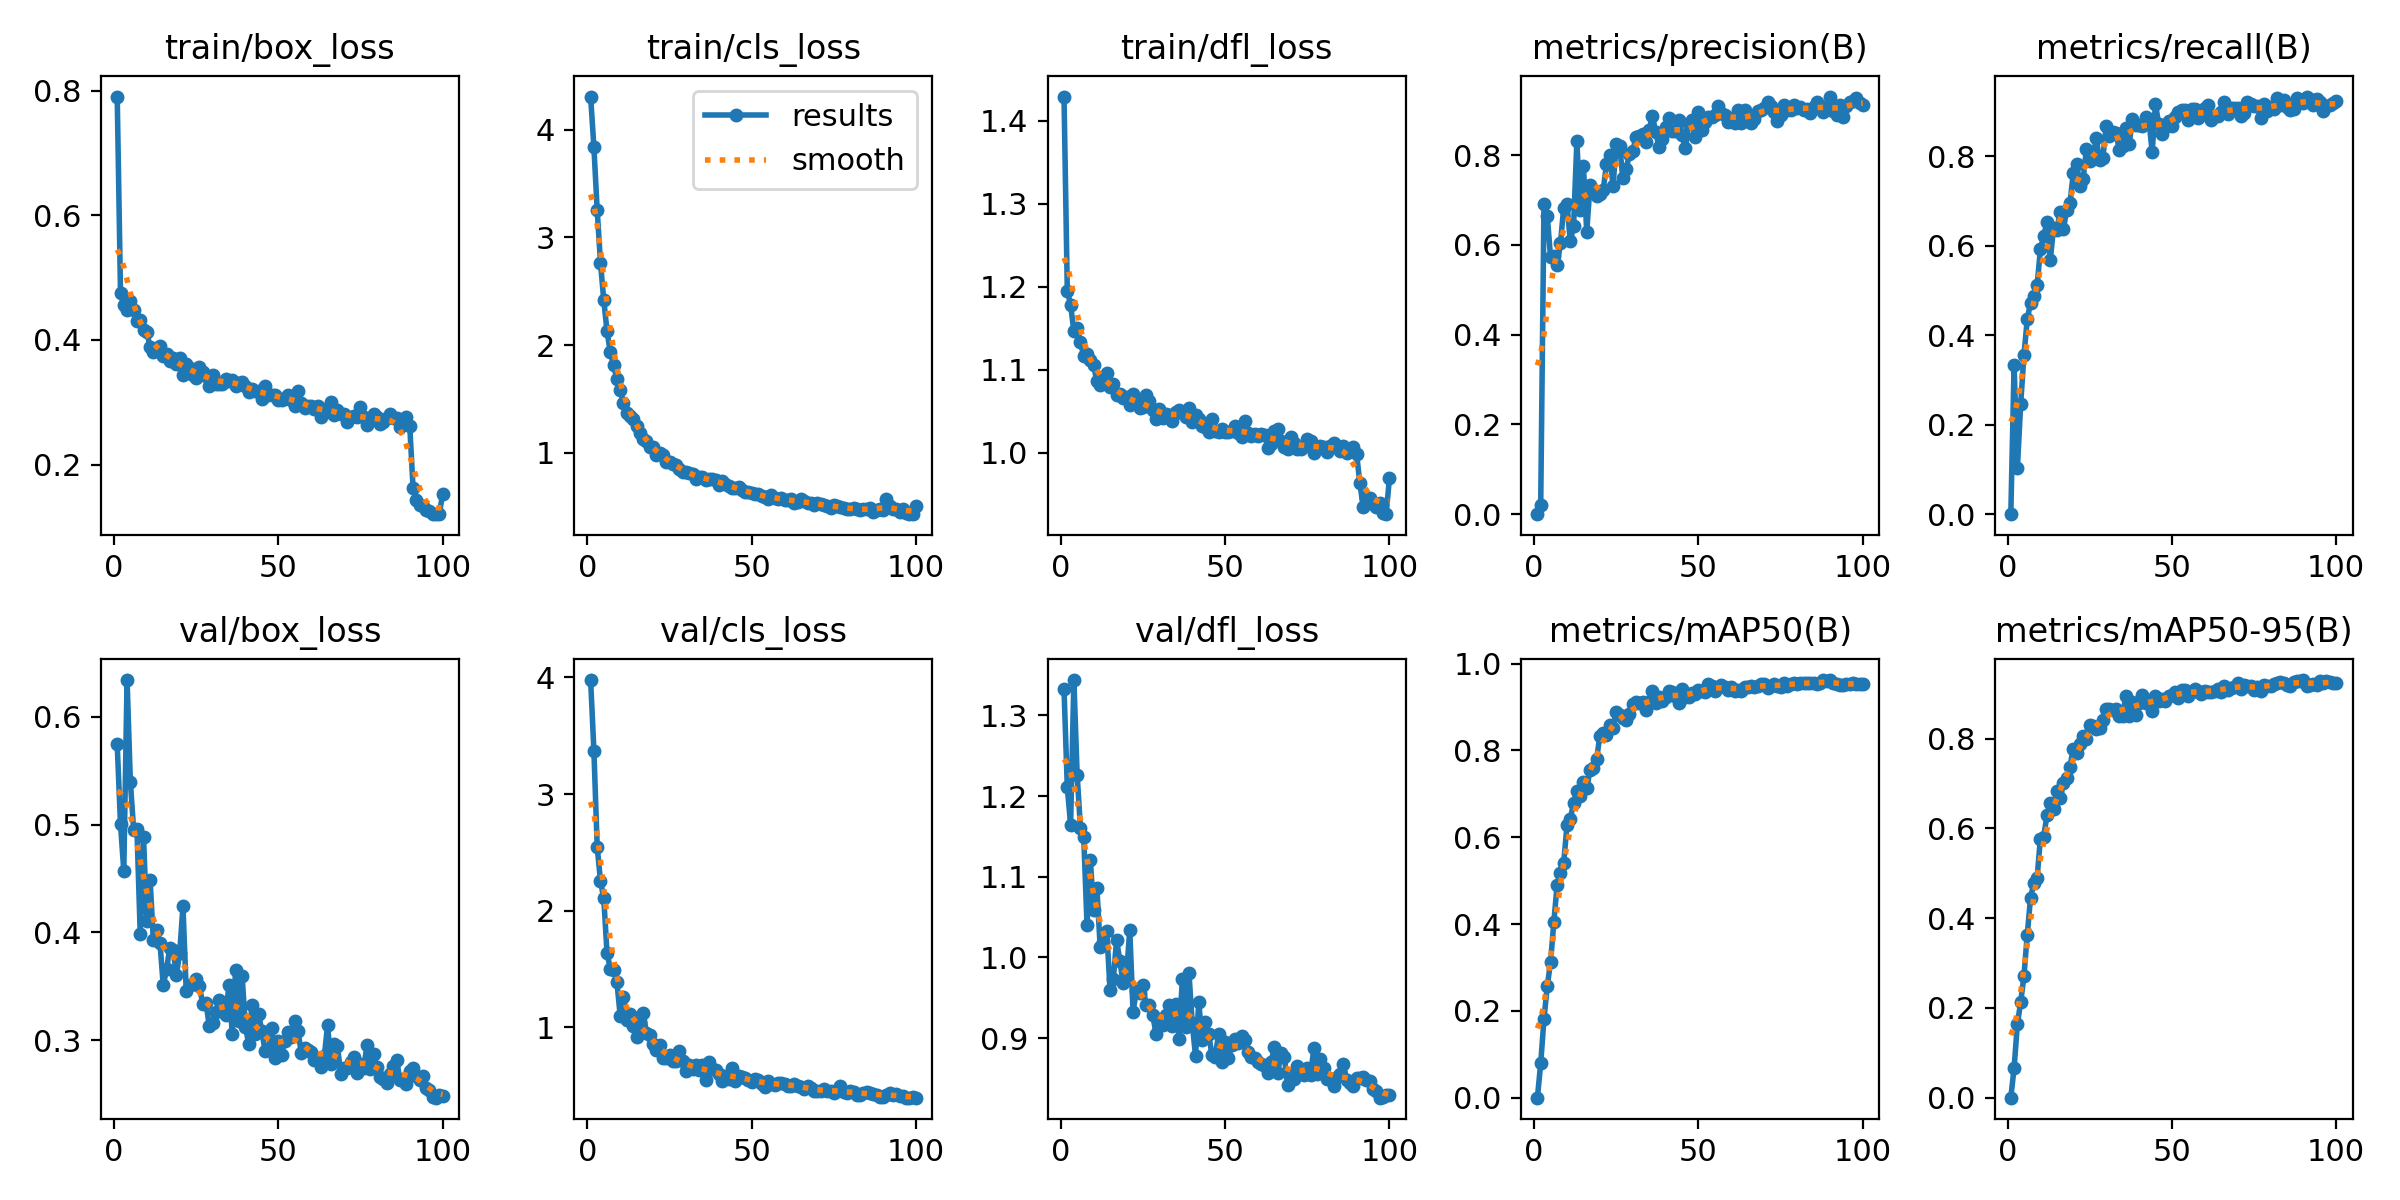 train/box_loss
0.8
0.6
0.4
0.2
0 50 100
train/cls_loss
results
smooth
4
3
2
1
0 50 100
train/dfl_loss
1.4
1.3
1.2
1.1
1.0
0 50 100
metrics/precision(B)
0.8
0.6
0.4
0.2
0.0
0 50 100
metrics/recall(B)
0.8
0.6
0.4
0.2
0.0
0 50 100
val/box_loss
0.6
0.5
0.4
0.3
0 50 100
val/cls_loss
4
3
2
1
0 50 100
val/dfl_loss
1.3
1.2
1.1
1.0
0.9
0 50 100
metrics/mAP50(B)
1.0
0.8
0.6
0.4
0.2
0.0
0 50 100
metrics/mAP50-95(B)
0.8
0.6
0.4
0.2
0.0
0 50 100